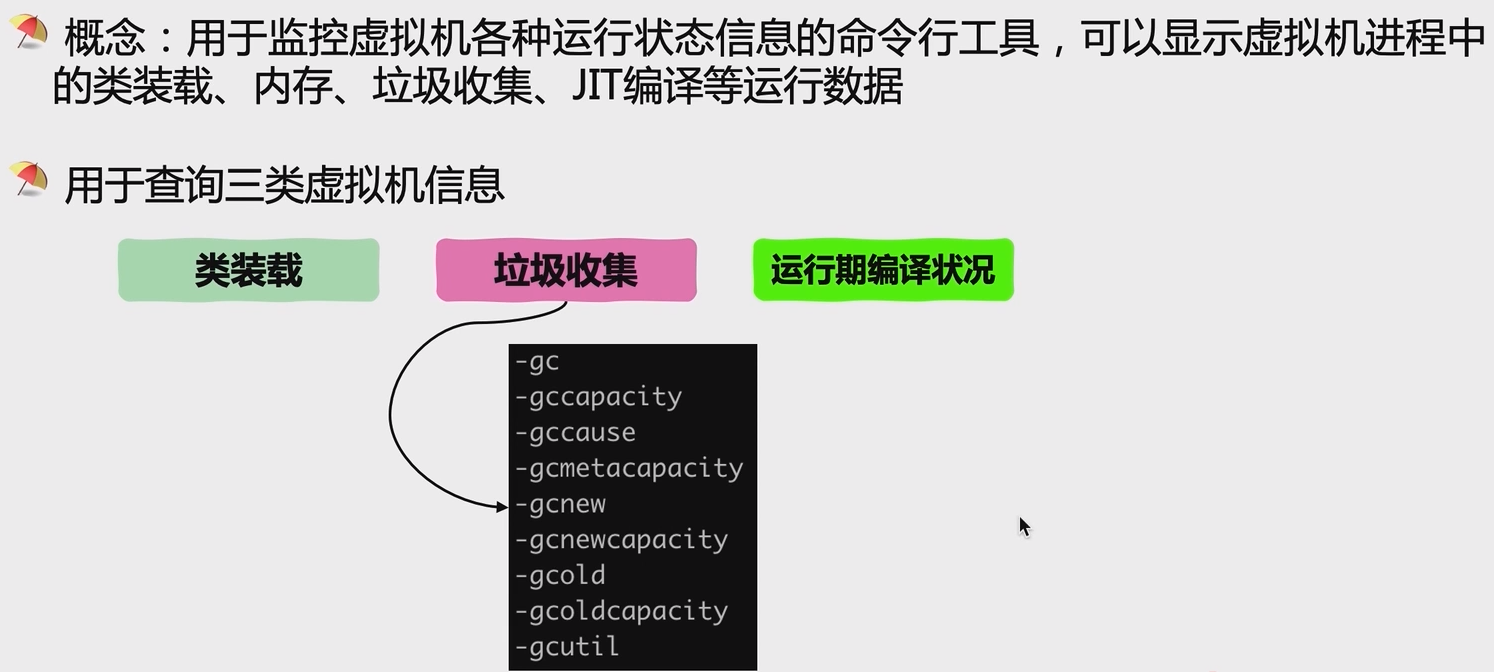 概念：用于监控虚拟机各种运行状态信息的命令行工具，可以显示虚拟机进程中
的类装载、内存、垃圾收集、JIT编译等运行数据
用于查询三类虚拟机信息
类装载
垃圾收集
运行期编译状况
-gc
-gccapacity
-gccause
-gcmetacapacity
-gcnew
-gcnewcapacity
-gcold
-gcoldcapacity
-gcutil